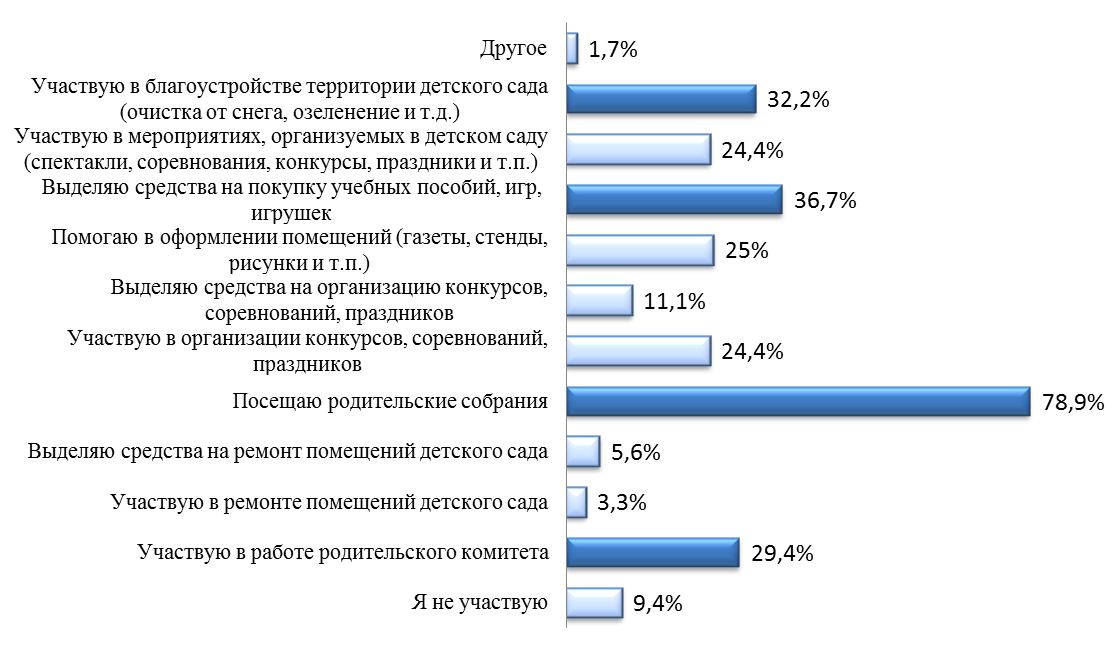 Другое
1,7%
Участвую в благоустройстве территории детского сада
(очистка от снега, озеленение и т.д.)
32,2%
Участвую в мероприятиях, организуемых в детском саду
(спектакли, соревнования, конкурсы, праздники и т.п.)
24,4%
Выделяю средства на покупку учебных пособий, игр,
игрушек
36,7%
Помогаю в оформлении помещений (газеты, стенды,
рисунки и т.п.)
25%
Выделяю средства на организацию конкурсов,
соревнований, праздников
11,1%
Участвую в организации конкурсов, соревнований,
праздников
24,4%
Посещаю родительские собрания
78,9%
Выделяю средства на ремонт помещений детского сада
5,6%
Участвую в ремонте помещений детского сада
3,3%
Участвую в работе родительского комитета
29,4%
Я не участвую
9,4%